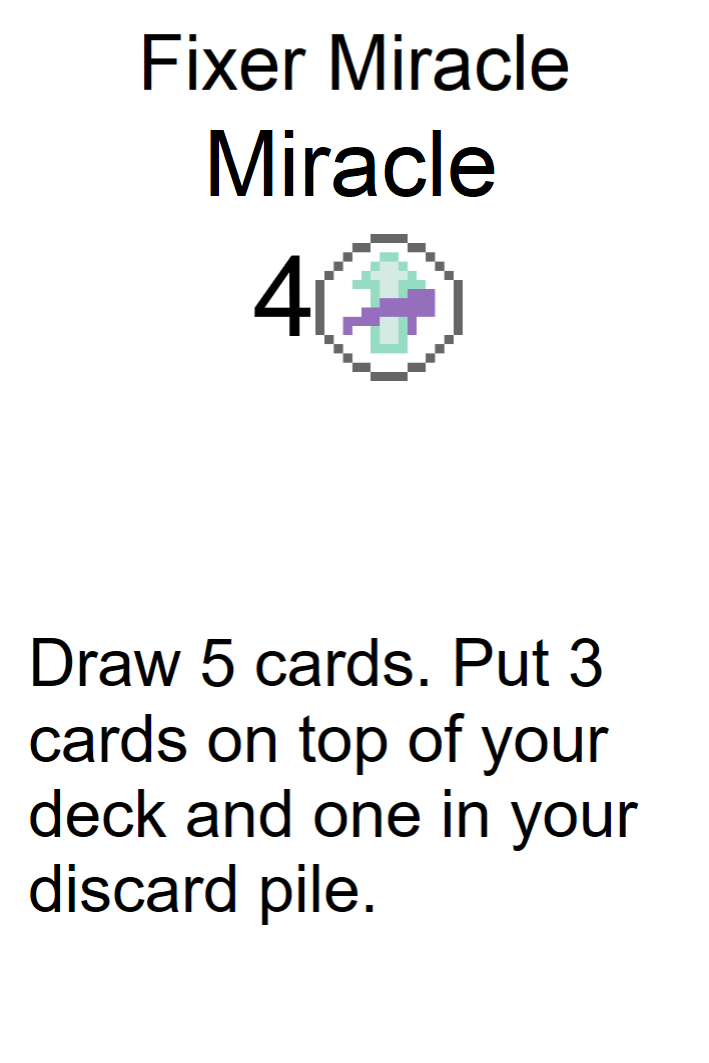 Fixer Miracle
Miracle
4
Draw 5 cards. Put 3
cards on top of your
deck and one in your
discard pile.